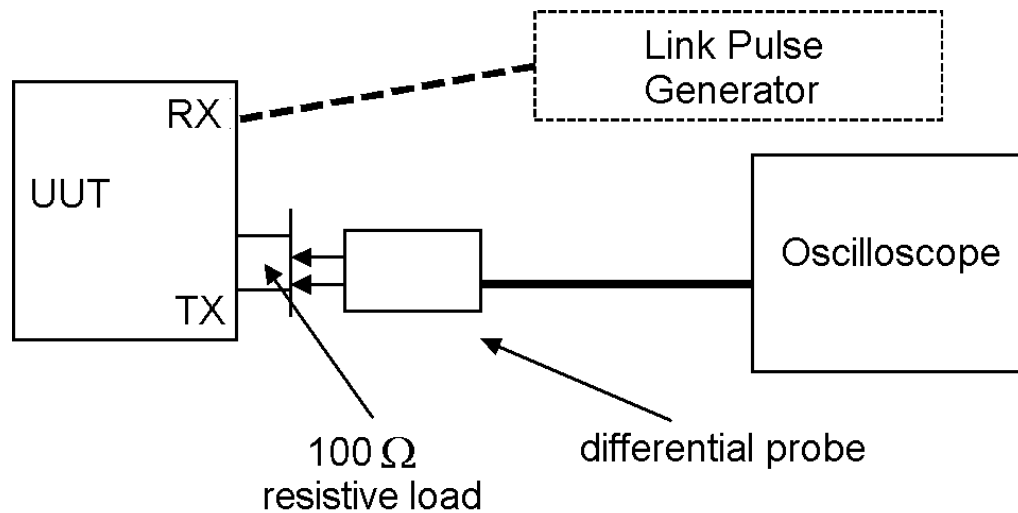 Link Pulse
Generator
RX
UUT
Oscilloscope
TX
100 Ω
resistive load
differential probe